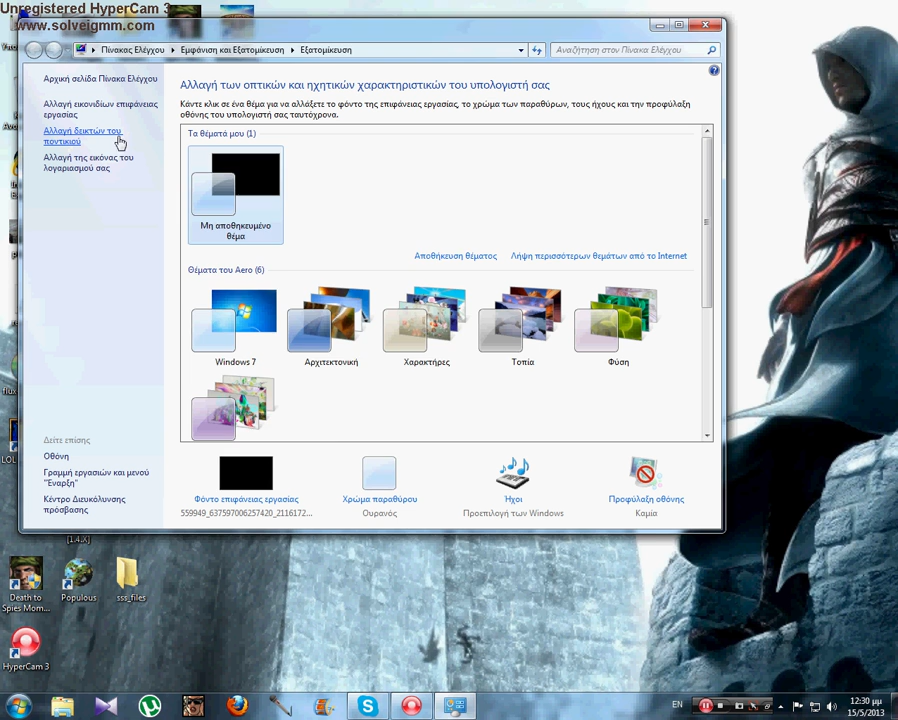 Unregistered HyperCam 3
www.solveigmm.com
Πίνακας Ελέγχου
Εμφάνιση και Εξατομίκευση
Εξατομίκευση
Αναζήτηση στον Πίνακα Ελέγχου
Αρχική σελίδα Πίνακα Ελέγχου
Αλλαγή εικονιδίων επιφάνειας
εργασίας
Αλλαγή δεικτών του
ποντικιού
Αλλαγή της εικόνας του
λογαριασμού σας
Αλλαγή των οπτικών και ηχητικών χαρακτηριστικών του υπολογιστή σας
Κάντε κλικ σε ένα θέμα για να αλλάξετε το φόντο της επιφάνειας εργασίας, το χρώμα των παραθύρων, τους ήχους και την προφύλαξη
οθόνης του υπολογιστή σας ταυτόχρονα.
Τα θέματά μου (1)
Μη αποθηκευμένο
θέμα
Αποθήκευση θέματος
Λήψη περισσότερων θεμάτων από το Internet
Θέματα του Aero (6)
Windows 7
Αρχιτεκτονική
Χαρακτήρες
Τοπία
Φύση
Δείτε επίσης
Οθόνη
Γραμμή εργασιών και μενού
"Έναρξη"
Κέντρο Διευκόλυνσης
πρόσβασης
Φόντο επιφάνειας εργασίας
559949_637597006257420_2116172...
Χρώμα παραθύρου
Ουρανός
Ήχοι
Προεπιλογή των Windows
Προφύλαξη οθόνης
Καμία
flux
LOL
[1.4.X]
Death to
Spies Mom...
Populous
sss_files
HyperCam 3
EN
12:30 μμ
15/5/2013